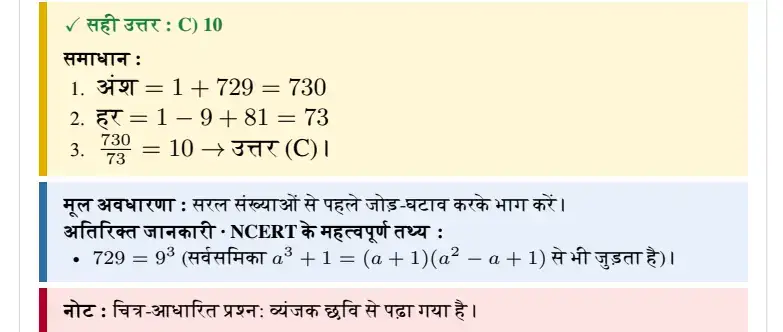 ✓ सही उत्तर : C) 10
समाधान :
1. अंश = 1 + 729 = 730
2. हर = 1 − 9 + 81 = 73
3. 730/73 = 10 → उत्तर (C)।
मूल अवधारणा : सरल संख्याओं से पहले जोड़-घटाव करके भाग करें।
अतिरिक्त जानकारी · NCERT के महत्वपूर्ण तथ्य :
• 729 = 9³ (सर्वसमिका a³ + 1 = (a + 1)(a² − a + 1) से भी जुड़ता है)।
नोट : चित्र-आधारित प्रश्न: व्यंजक छवि से पढ़ा गया है।